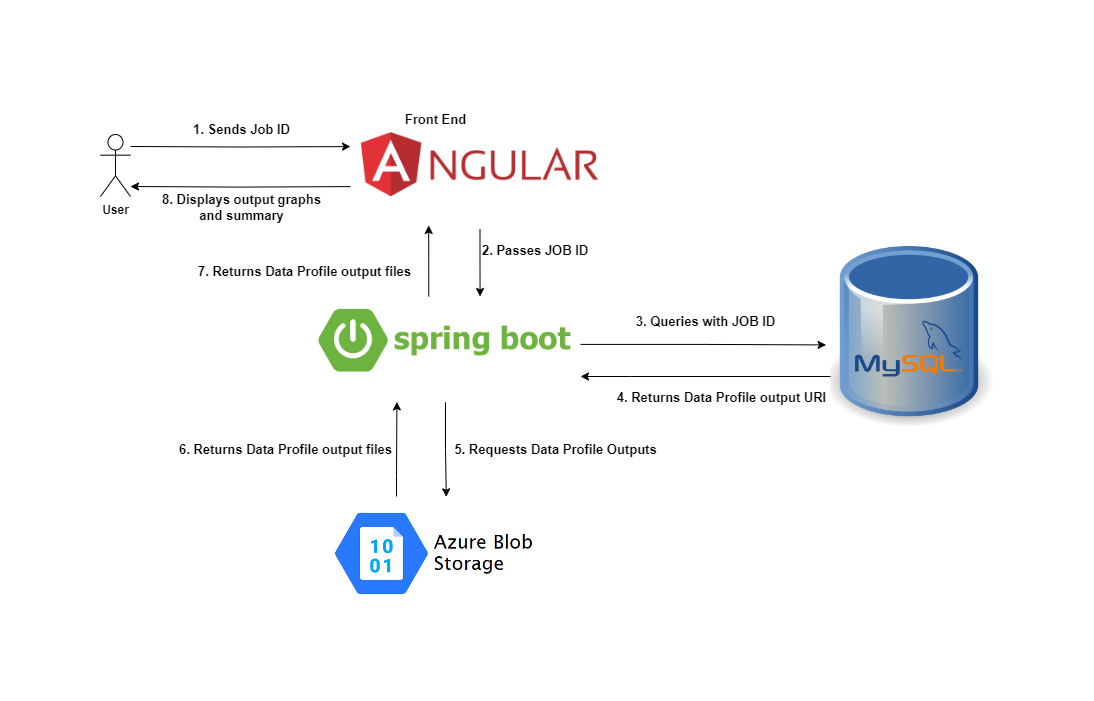 Front End
1. Sends Job ID
ANGULAR
8. Displays output graphs
and summary
User
2. Passes JOB ID
7. Returns Data Profile output files
spring boot
3. Queries with JOB ID
MySQL
4. Returns Data Profile output URI
6. Returns Data Profile output files
5. Requests Data Profile Outputs
10
01
Azure Blob
Storage